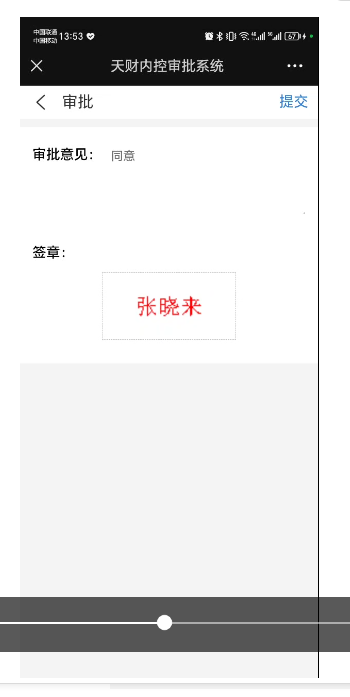 中国联通
中国移动 13:53
67
天财内控审批系统
审批 提交
审批意见： 同意
签章：
张晓来